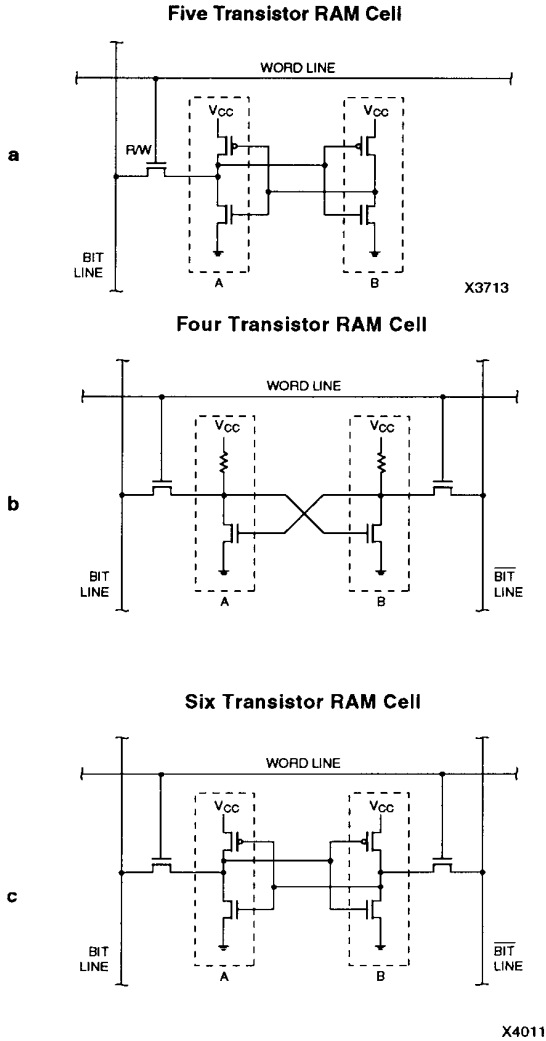 Five Transistor RAM Cell
WORD LINE
VCC
VCC
R/W
a
BIT
LINE
A
B
X3713
Four Transistor RAM Cell
WORD LINE
VCC
VCC
b
BIT
LINE
A
B
BIT
LINE
Six Transistor RAM Cell
WORD LINE
VCC
VCC
c
BIT
LINE
A
B
BIT
LINE
X4011